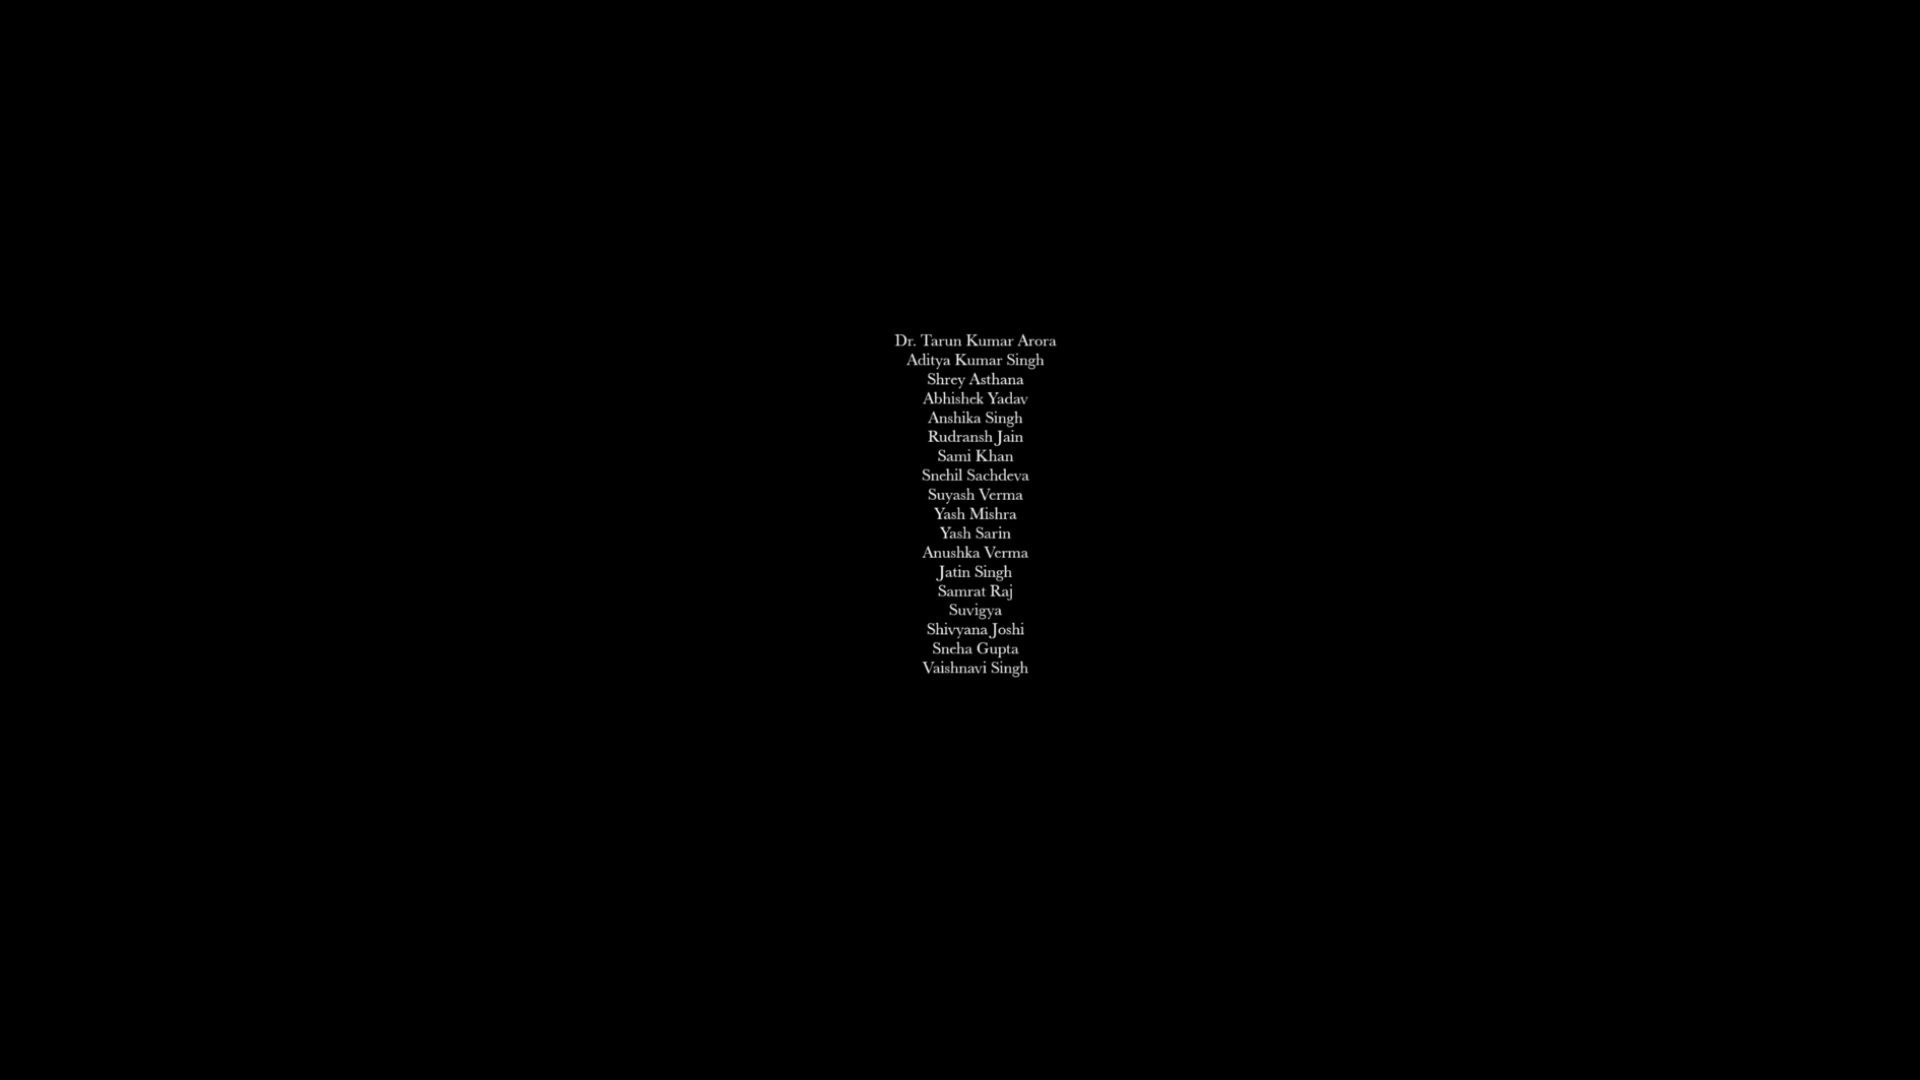 Dr. Tarun Kumar Arora
Aditya Kumar Singh
Shrey Asthana
Abhishek Yadav
Anshika Singh
Rudransh Jain
Sami Khan
Snehil Sachdeva
Suyash Verma
Yash Mishra
Yash Sarin
Anushka Verma
Jatin Singh
Samrat Raj
Suvigya
Shivyana Joshi
Sneha Gupta
Vaishnavi Singh